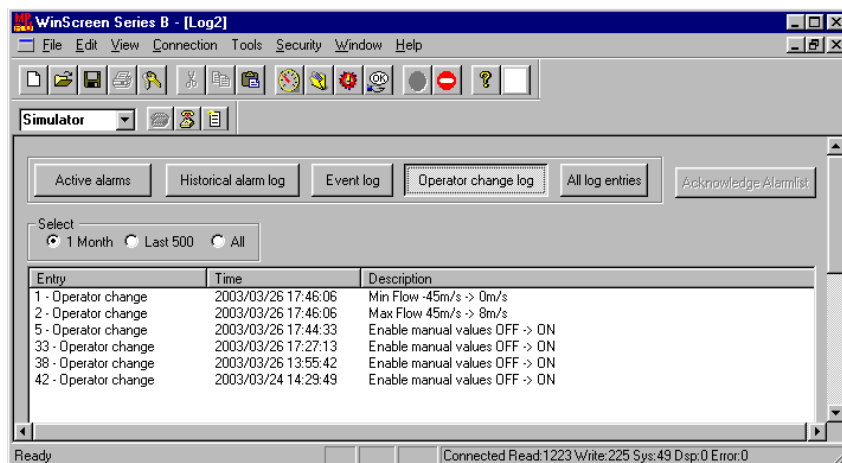 WinScreen Series B - [Log2]
File Edit View Connection Tools Security Window Help
OK
Simulator
Active alarms Historical alarm log Event log Operator change log All log entries Acknowledge Alarmlist
Select
1 Month Last 500 All
Entry Time Description
1 - Operator change 2003/03/26 17:46:06 Min Flow -45m/s -> 0m/s
2 - Operator change 2003/03/26 17:46:06 Max Flow 45m/s -> 8m/s
5 - Operator change 2003/03/26 17:44:33 Enable manual values OFF -> ON
33 - Operator change 2003/03/26 17:27:13 Enable manual values OFF -> ON
38 - Operator change 2003/03/26 13:55:42 Enable manual values OFF -> ON
42 - Operator change 2003/03/24 14:29:49 Enable manual values OFF -> ON
Ready Connected Read:1223 Write:225 Sys:49 Dsp:0 Error:0